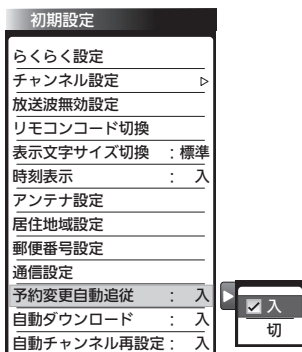 初期設定
らくらく設定
チャンネル設定
放送波無効設定
リモコンコード切換
表示文字サイズ切換 : 標準
時刻表示 : 入
アンテナ設定
居住地域設定
郵便番号設定
通信設定
予約変更自動追従 : 入
自動ダウンロード : 入
自動チャンネル再設定 : 入
入
切